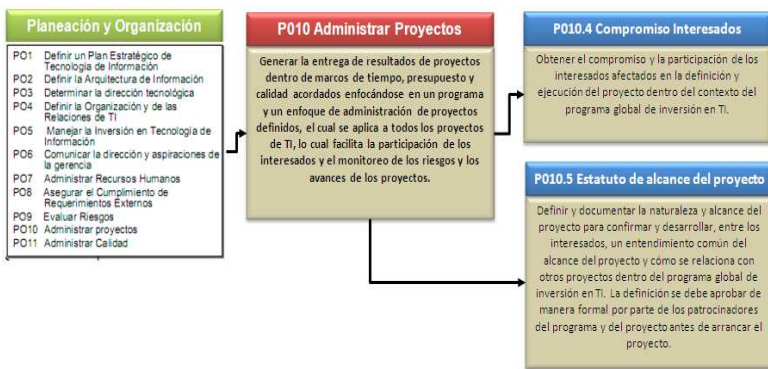 Planeación y Organización
PO1 Definir un Plan Estratégico de
Tecnología de Información
PO2 Definir la Arquitectura de Información
PO3 Determinar la dirección tecnológica
PO4 Definir la Organización y de las
Relaciones de TI
PO5 Manejar la Inversión en Tecnología de
Información
PO6 Comunicar la dirección y aspiraciones de
la gerencia
PO7 Administrar Recursos Humanos
PO8 Asegurar el Cumplimiento de
Requerimientos Externos
PO9 Evaluar Riesgos
PO10 Administrar proyectos
PO11 Administrar Calidad
P010 Administrar Proyectos
Generar la entrega de resultados de proyectos
dentro de marcos de tiempo, presupuesto y
calidad acordados enfocándose en un programa
y un enfoque de administración de proyectos
definidos, el cual se aplica a todos los proyectos
de TI, lo cual facilita la participación de los
interesados y el monitoreo de los riesgos y los
avances de los proyectos.
P010.4 Compromiso Interesados
Obtener el compromiso y la participación de los
interesados afectados en la definición y
ejecución del proyecto dentro del contexto del
programa global de inversión en TI.
P010.5 Estatuto de alcance del proyecto
Definir y documentar la naturaleza y alcance del
proyecto para confirmar y desarrollar, entre los
interesados, un entendimiento común del
alcance del proyecto y cómo se relaciona con
otros proyectos dentro del programa global de
inversión en TI. La definición se debe aprobar de
manera formal por parte de los patrocinadores
del programa y del proyecto antes de arrancar el
proyecto.